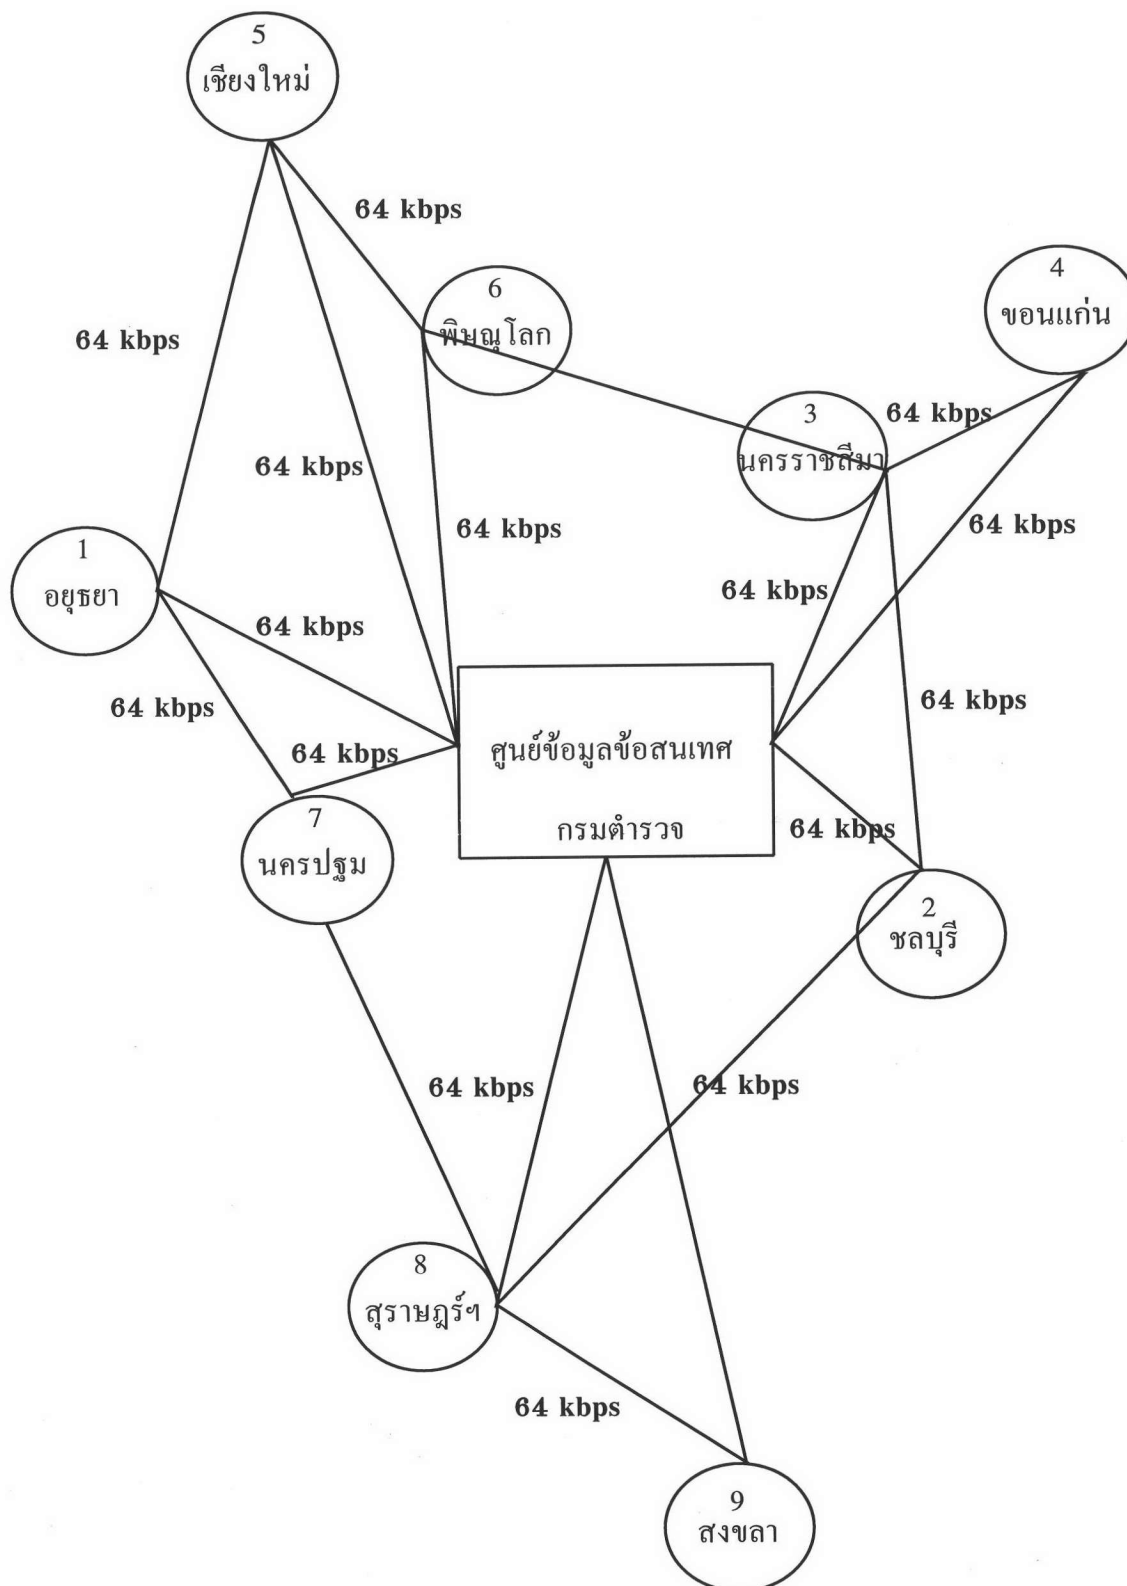 5
เชียงใหม่
64 kbps
6
พิษณุโลก
4
ขอนแก่น
64 kbps
3
นครราชสีมา
64 kbps
64 kbps
64 kbps
64 kbps
1
อยุธยา
64 kbps
64 kbps
64 kbps
64 kbps
64 kbps
ศูนย์ข้อมูลข้อสนเทศ
กรมตำรวจ
64 kbps
7
นครปฐม
2
ชลบุรี
64 kbps
64 kbps
8
สุราษฎร์ฯ
64 kbps
9
สงขลา